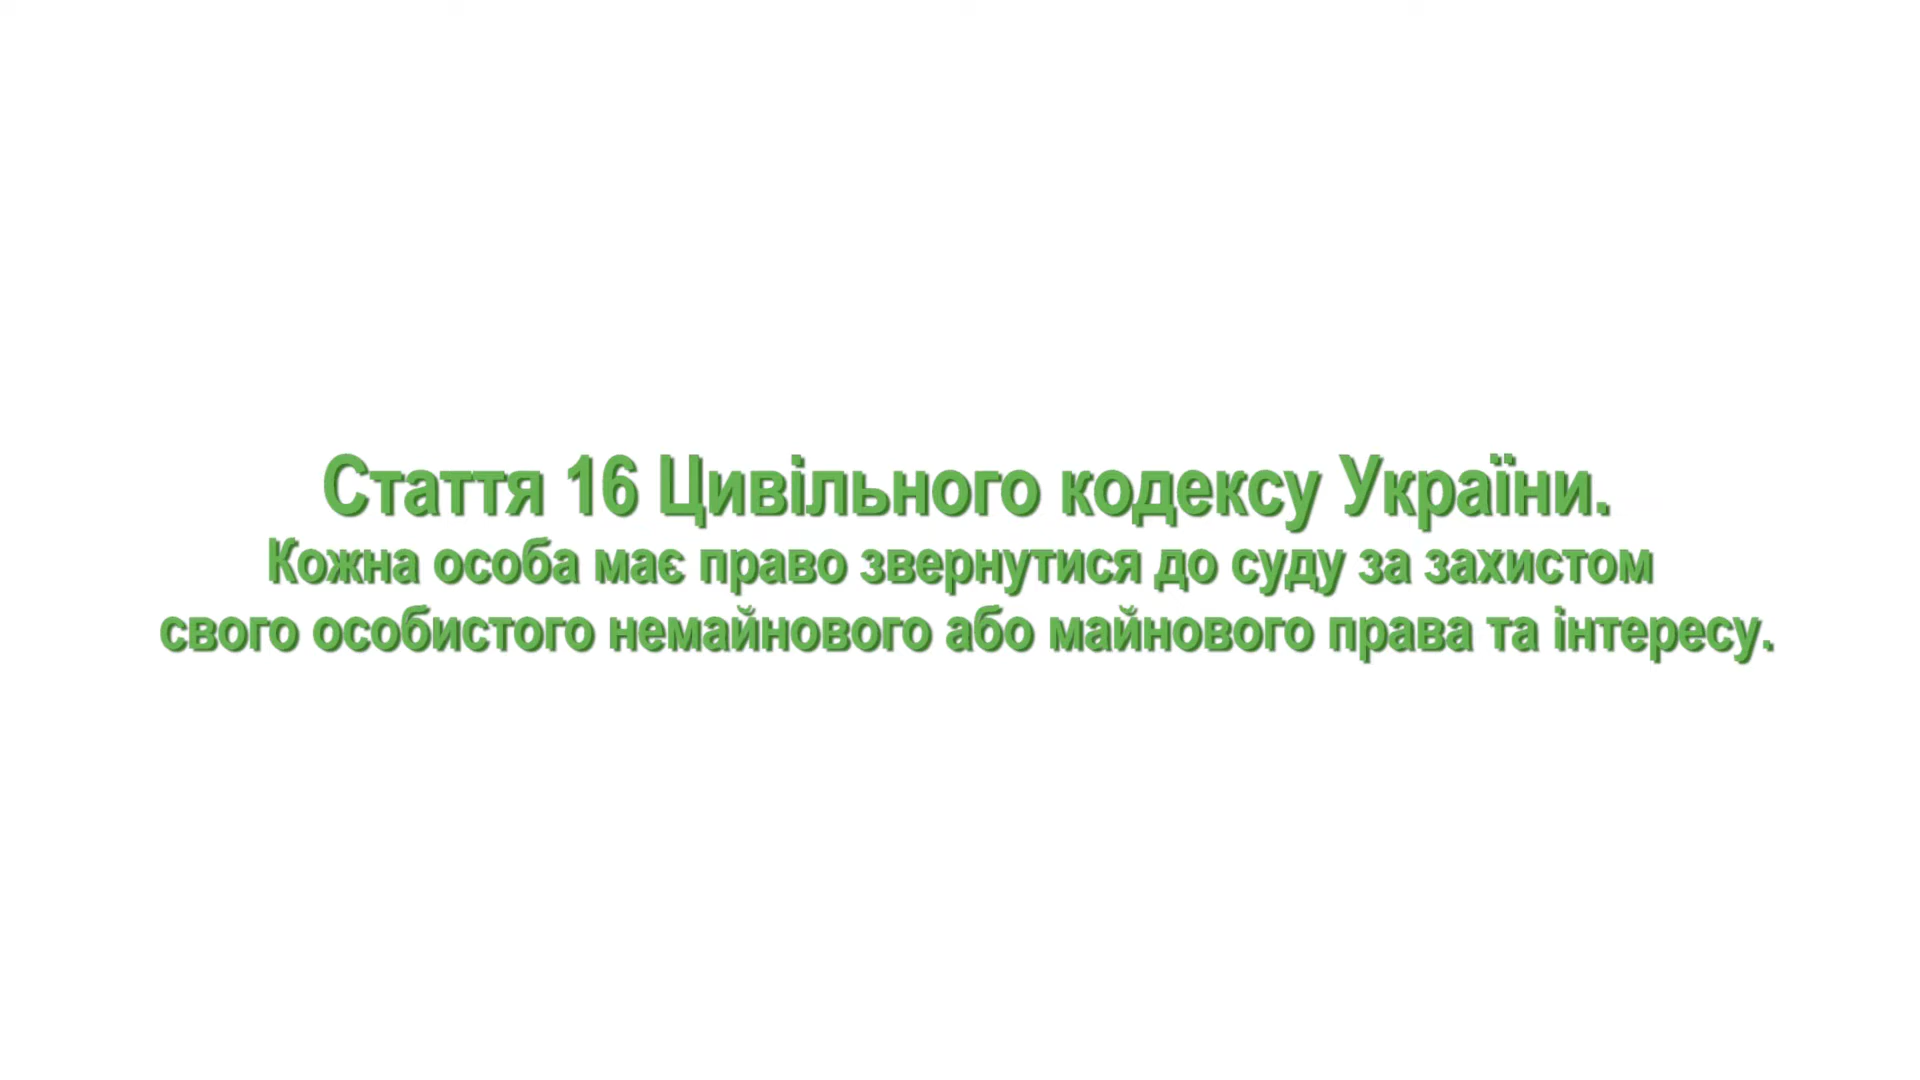 Стаття 16 Цивільного кодексу України.
Кожна особа має право звернутися до суду за захистом
свого особистого немайнового або майнового права та інтересу.